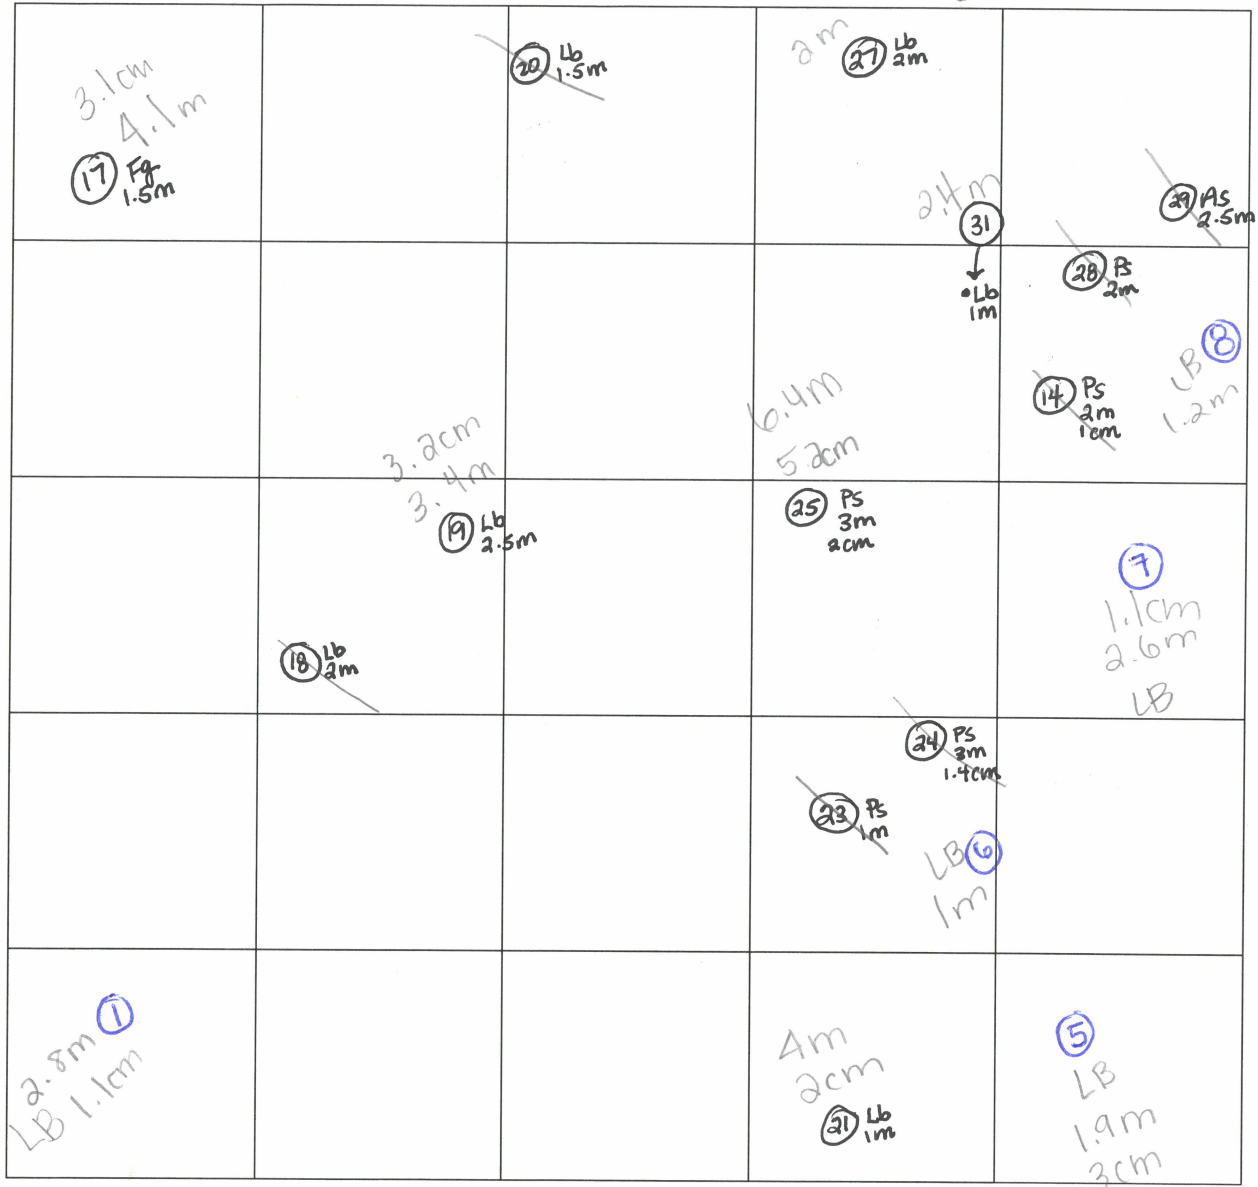 3.1cm
4.1m
17 Fg
1.5m
20 Lb
1.5m
2m
27 Lb
2m
29 As
2.5m
2.4m
31
Lb
1m
28 Ps
2m
8
LB
1.2m
14 Ps
2m
1cm
3.2cm
3.4m
19 Lb
2.5m
6.4m
5.2cm
25 Ps
3m
2cm
7
1.1cm
2.6m
LB
18 Lb
2m
24 Ps
3m
1.4cm
23 Ps
1m
LB 6
1m
1
2.8m
LB 1.1cm
4m
2cm
21 Lb
1m
5
LB
1.9m
3cm